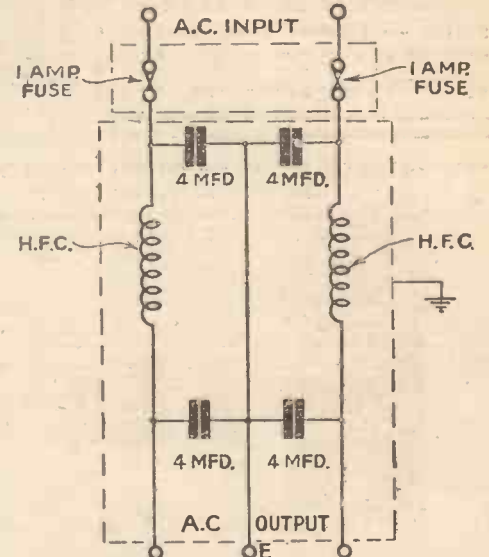 A.C. INPUT
1 AMP.
FUSE
1 AMP.
FUSE
4 MFD
4 MFD.
H.F.C.
H.F.C.
4 MFD.
4 MFD.
A.C OUTPUT
E